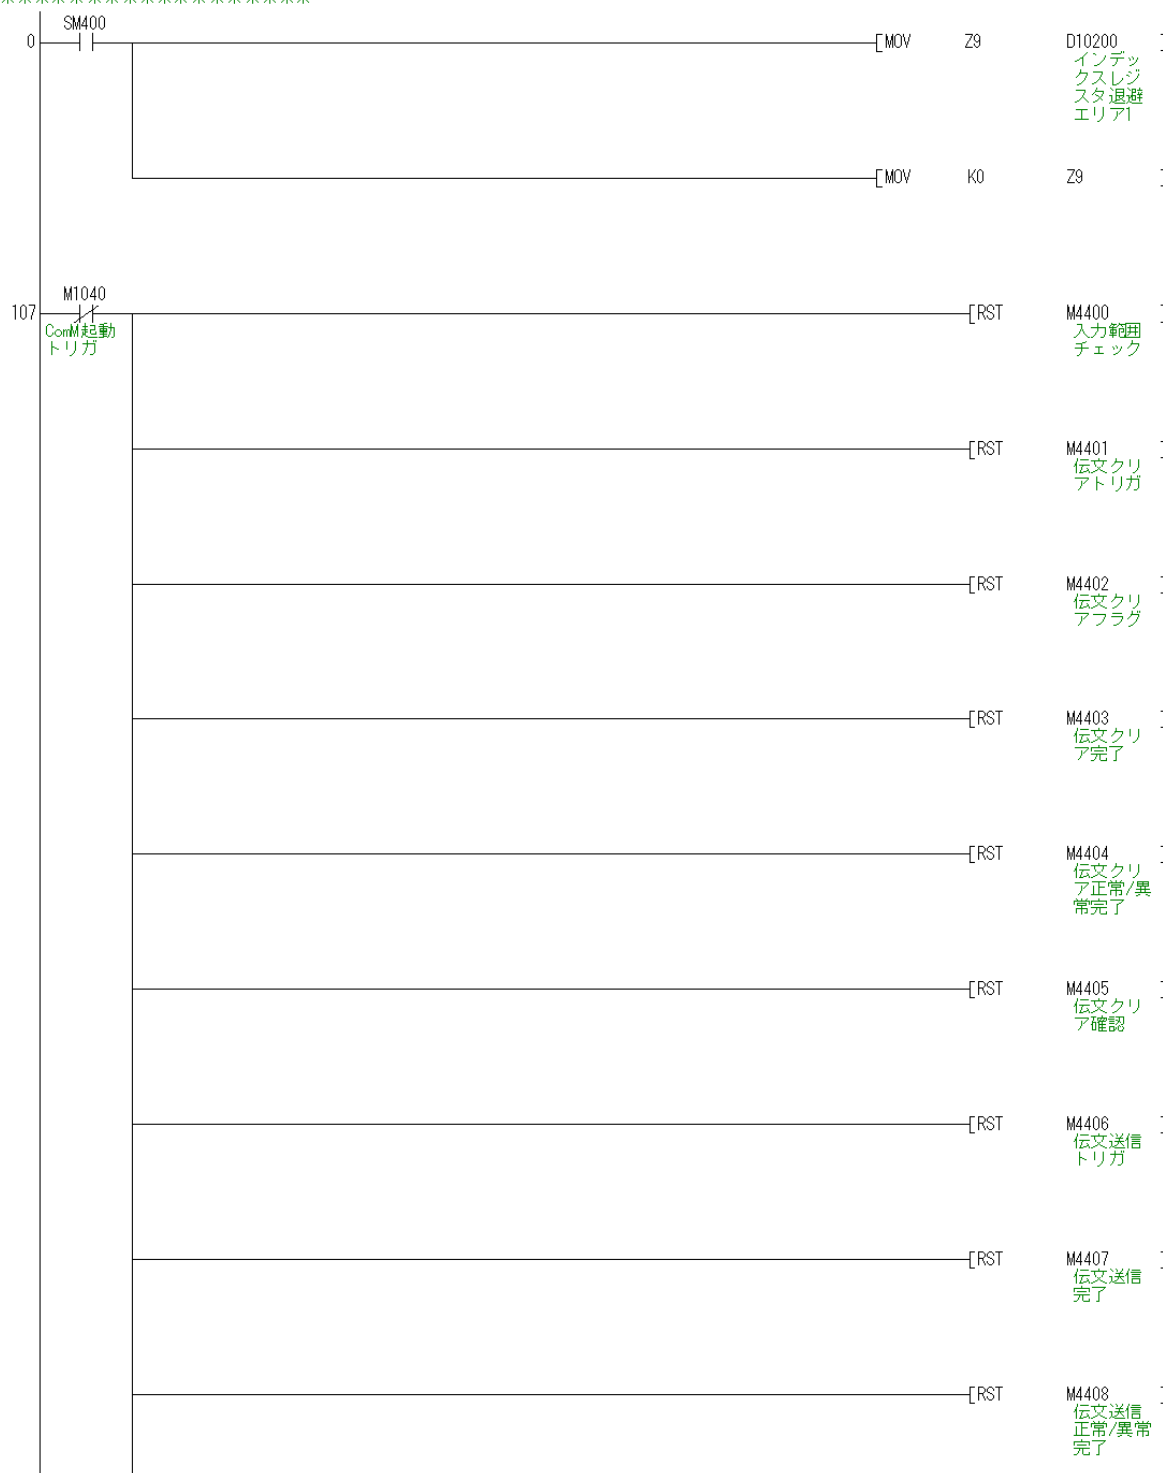 ******************
SM400
0 MOV Z9 D10200
インデッ
クスレジ
スタ退避
エリア1
MOV K0 Z9
M1040
107 RST M4400
ComM起動
トリガ
入力範囲
チェック
RST M4401
伝文クリ
アトリガ
RST M4402
伝文クリ
アフラグ
RST M4403
伝文クリ
ア完了
RST M4404
伝文クリ
ア正常/異
常完了
RST M4405
伝文クリ
ア確認
RST M4406
伝文送信
トリガ
RST M4407
伝文送信
完了
RST M4408
伝文送信
正常/異常
完了